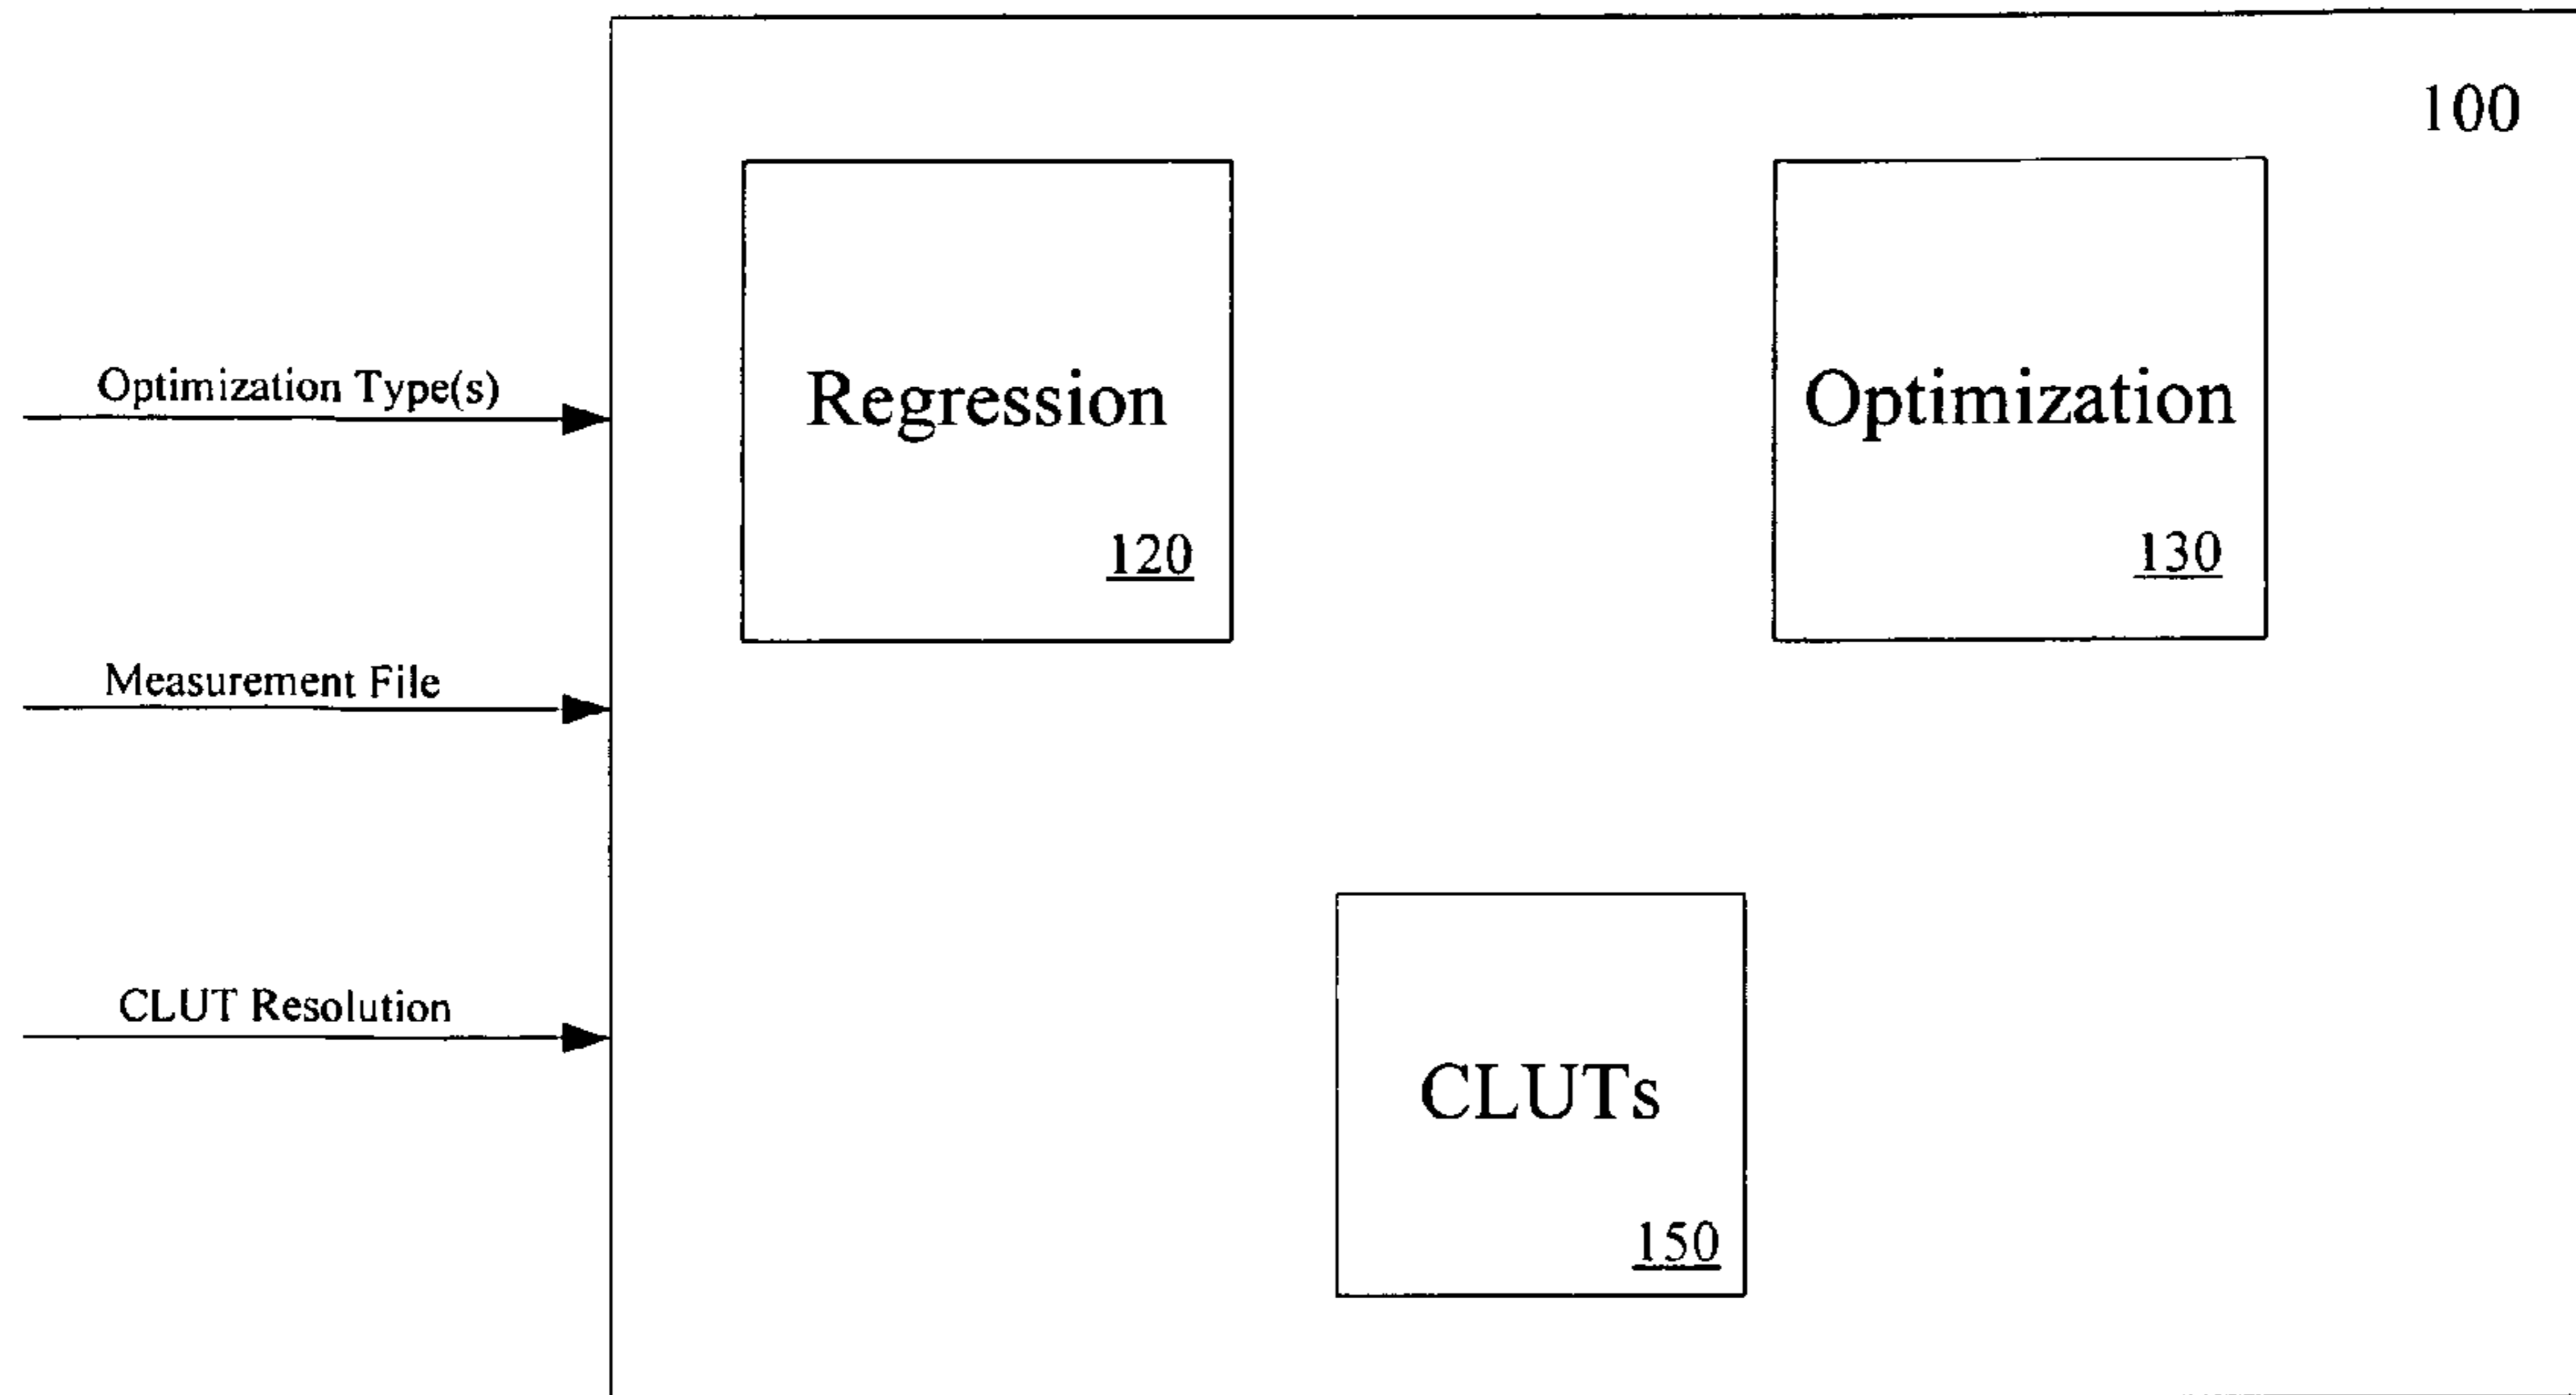 100
Optimization Type(s)
Regression
Optimization
120
130
Measurement File
CLUT Resolution
CLUTs
150